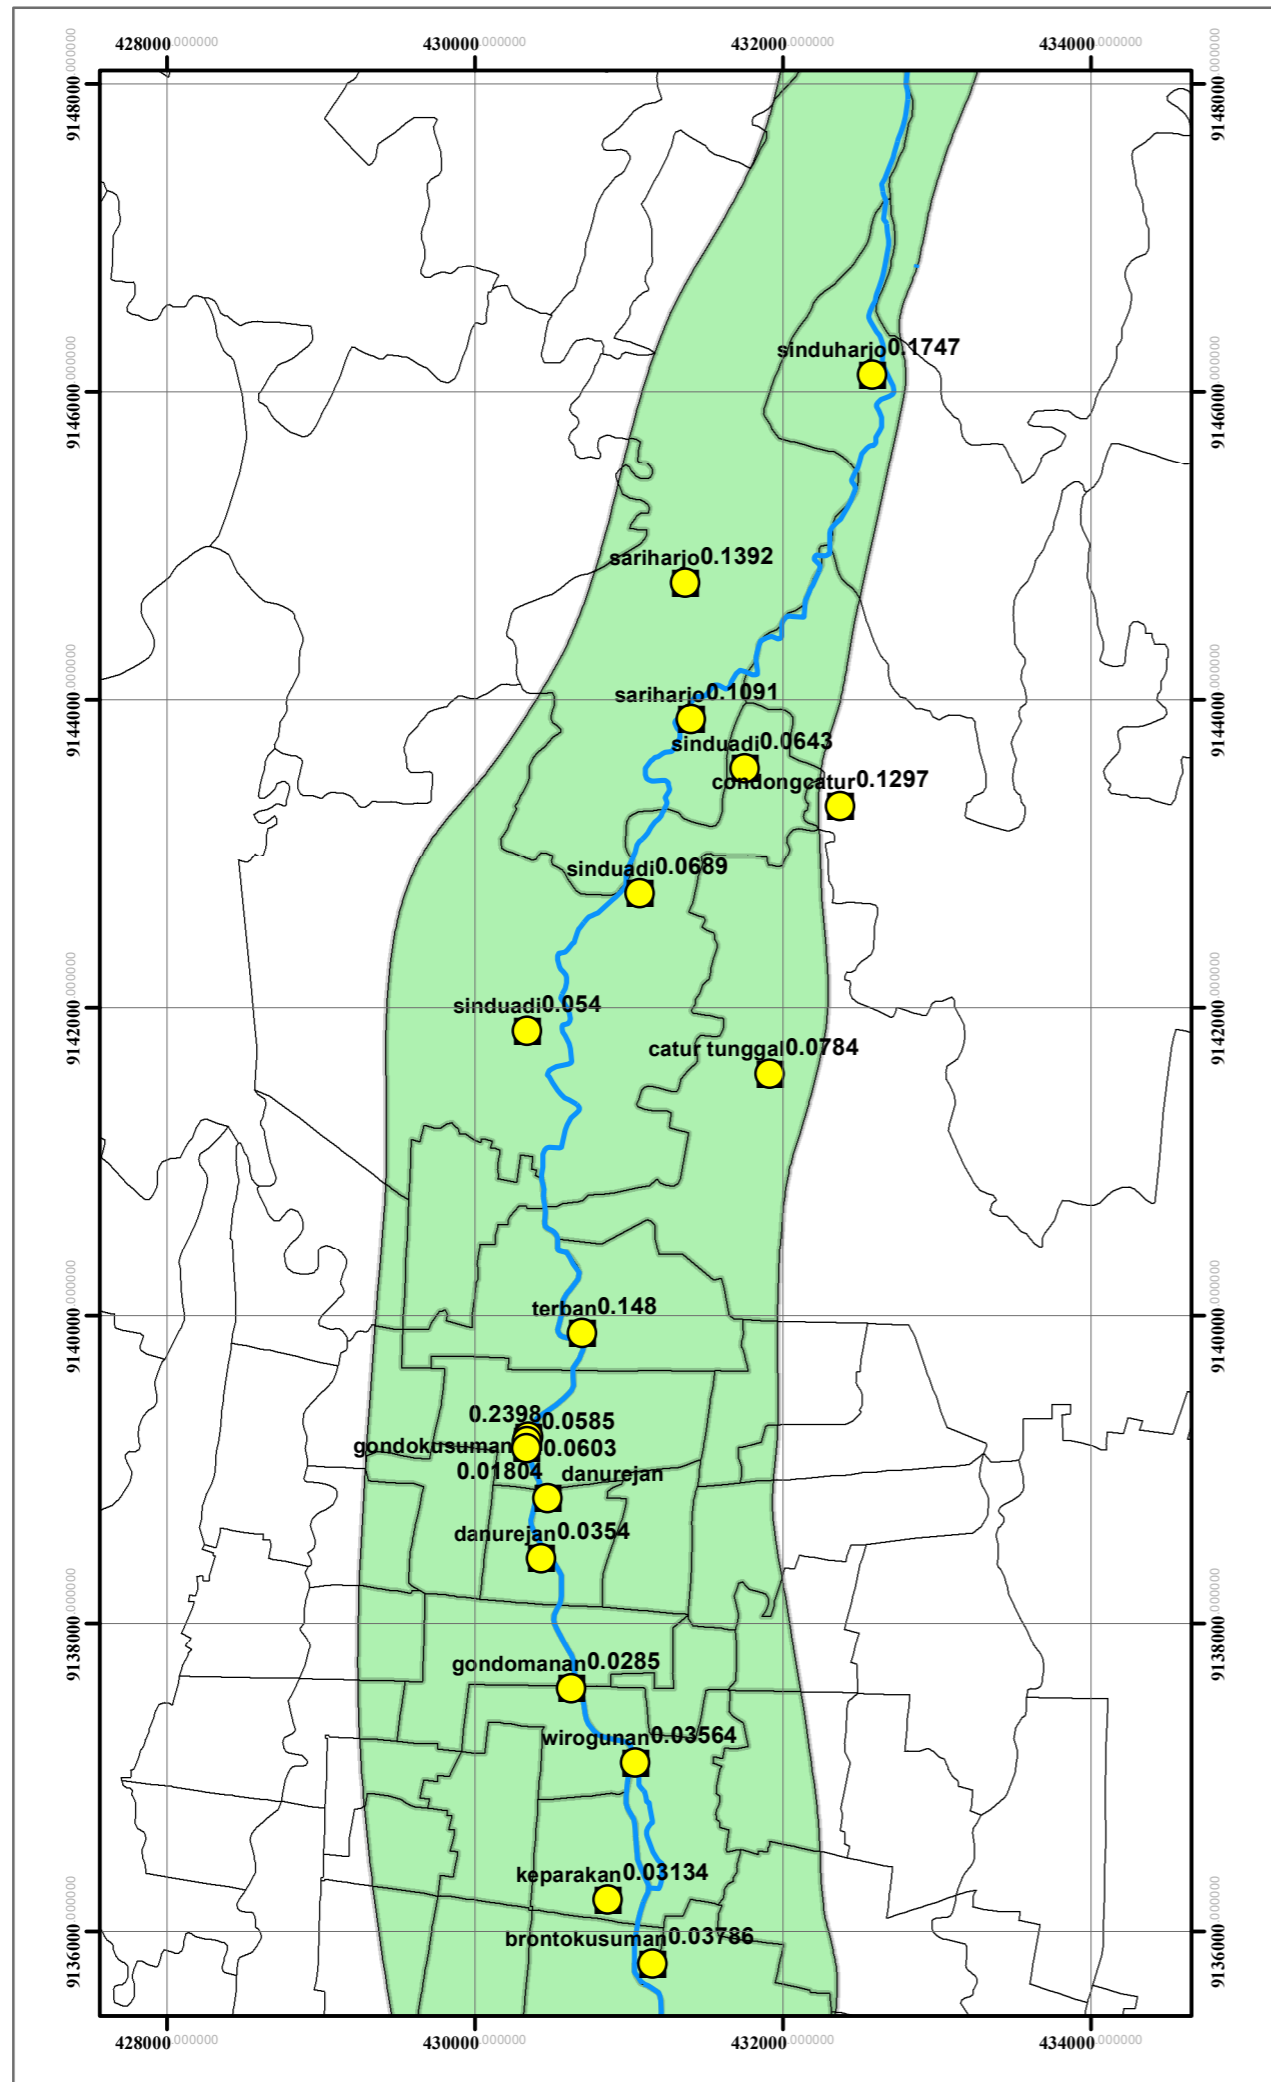 428000.000000 430000.000000 432000.000000 434000.000000
9148000.000000 9148000.000000
sinduharjo0.1747
9146000.000000 9146000.000000
sariharjo0.1392
sariharjo0.1091
9144000.000000 9144000.000000
sinduadi0.0643
condongcatur0.1297
sinduadi0.0689
sinduadi0.054
9142000.000000 9142000.000000
catur tunggal0.0784
terban0.148
9140000.000000 9140000.000000
0.2398
0.0585
gondokusuman 0.0603
0.01804 danurejan
danurejan0.0354
9138000.000000 9138000.000000
gondomanan0.0285
wirogunan0.03564
keparakan0.03134
brontokusuman0.03786
9136000.000000 9136000.000000
428000.000000 430000.000000 432000.000000 434000.000000